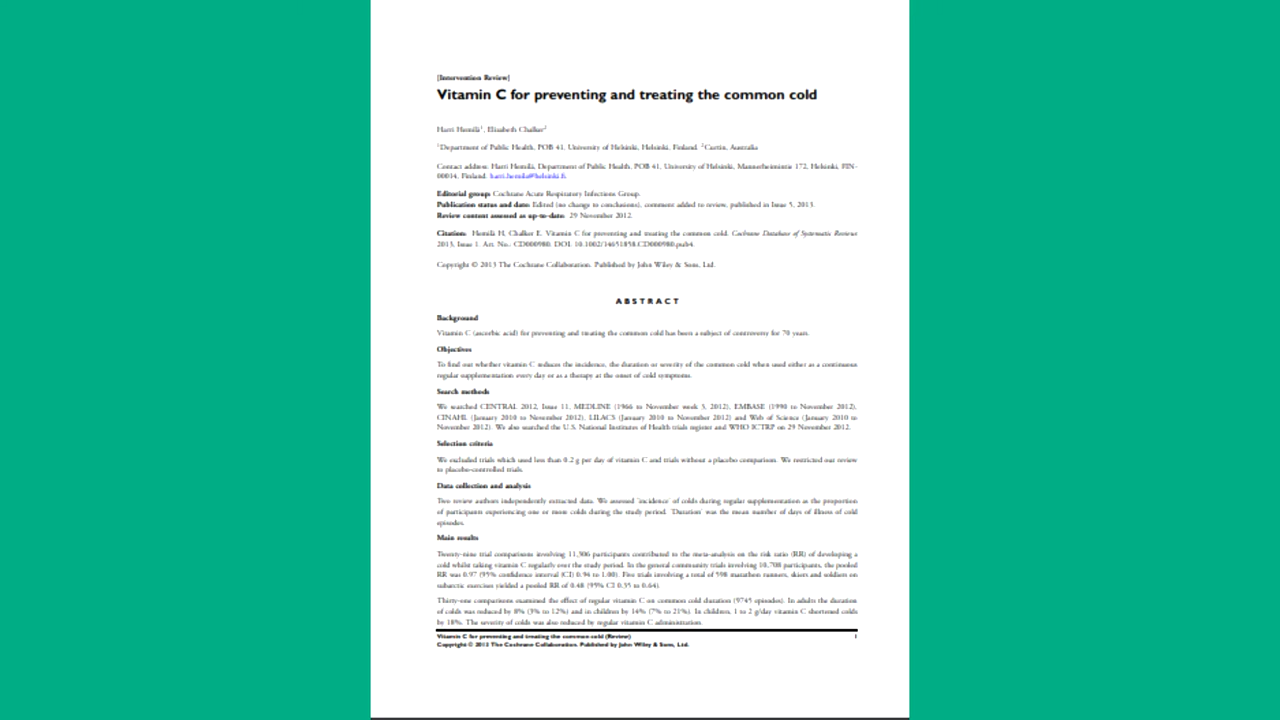 [Intervention Review]
Vitamin C for preventing and treating the common cold
Harri Hemilä1, Elizabeth Chalker2
1Department of Public Health, POB 41, University of Helsinki, Helsinki, Finland. 2Curtin, Australia
Contact address: Harri Hemilä, Department of Public Health, POB 41, University of Helsinki, Mannerheimintie 172, Helsinki, FIN-
00014, Finland. harri.hemila@helsinki.fi.
Editorial group: Cochrane Acute Respiratory Infections Group.
Publication status and date: Edited (no change to conclusions), comment added to review, published in Issue 5, 2013.
Review content assessed as up-to-date: 29 November 2012.
Citation: Hemilä H, Chalker E. Vitamin C for preventing and treating the common cold. Cochrane Database of Systematic Reviews
2013, Issue 1. Art. No.: CD000980. DOI: 10.1002/14651858.CD000980.pub4.
Copyright © 2013 The Cochrane Collaboration. Published by John Wiley & Sons, Ltd.
ABSTRACT
Background
Vitamin C (ascorbic acid) for preventing and treating the common cold has been a subject of controversy for 70 years.
Objectives
To find out whether vitamin C reduces the incidence, the duration or severity of the common cold when used either as a continuous
regular supplementation every day or as a therapy at the onset of cold symptoms.
Search methods
We searched CENTRAL 2012, Issue 11, MEDLINE (1966 to November week 3, 2012), EMBASE (1990 to November 2012),
CINAHL (January 2010 to November 2012), LILACS (January 2010 to November 2012) and Web of Science (January 2010 to
November 2012). We also searched the U.S. National Institutes of Health trials register and WHO ICTRP on 29 November 2012.
Selection criteria
We excluded trials which used less than 0.2 g per day of vitamin C and trials without a placebo comparison. We restricted our review
to placebo-controlled trials.
Data collection and analysis
Two review authors independently extracted data. We assessed 'incidence' of colds during regular supplementation as the proportion
of participants experiencing one or more colds during the study period. 'Duration' was the mean number of days of illness of cold
episodes.
Main results
Twenty-nine trial comparisons involving 11,306 participants contributed to the meta-analysis on the risk ratio (RR) of developing a
cold whilst taking vitamin C regularly over the study period. In the general community trials involving 10,708 participants, the pooled
RR was 0.97 (95% confidence interval (CI) 0.94 to 1.00). Five trials involving a total of 598 marathon runners, skiers and soldiers on
subarctic exercises yielded a pooled RR of 0.48 (95% CI 0.35 to 0.64).
Thirty-one comparisons examined the effect of regular vitamin C on common cold duration (9745 episodes). In adults the duration
of colds was reduced by 8% (3% to 12%) and in children by 14% (7% to 21%). In children, 1 to 2 g/day vitamin C shortened colds
by 18%. The severity of colds was also reduced by regular vitamin C administration.
Vitamin C for preventing and treating the common cold (Review)
1
Copyright © 2013 The Cochrane Collaboration. Published by John Wiley & Sons, Ltd.